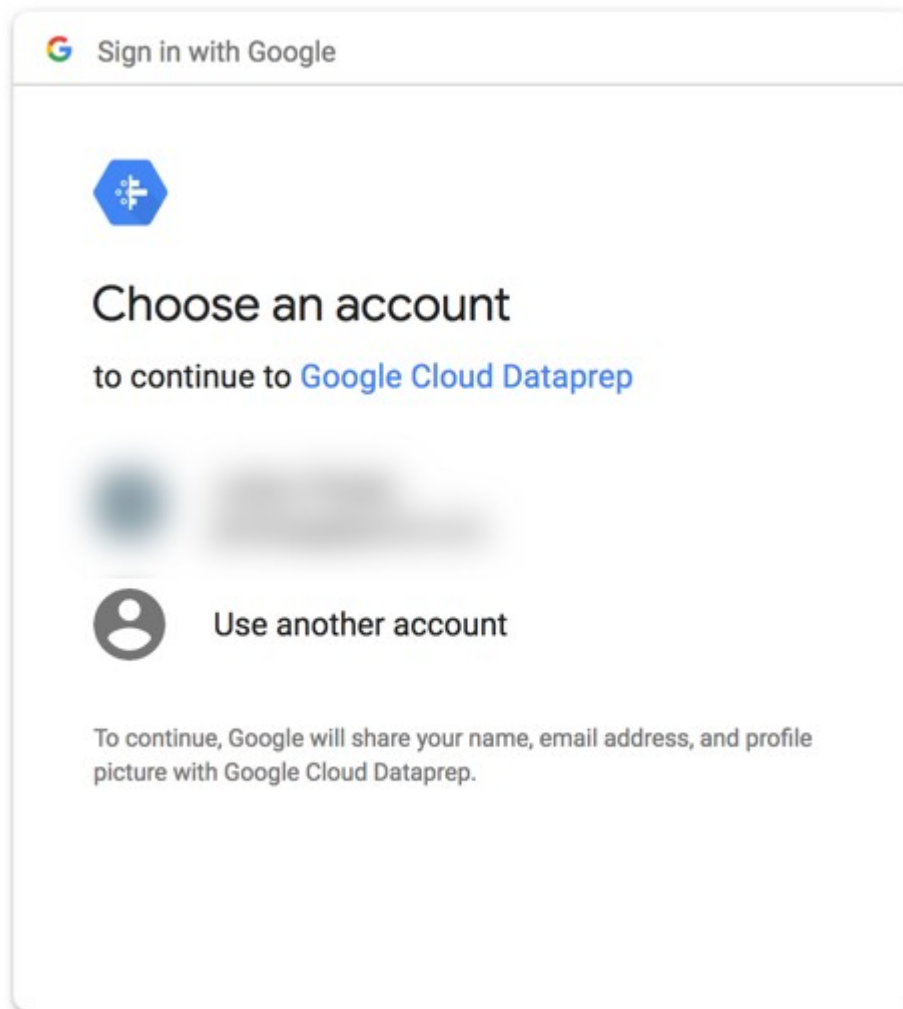 Sign in with Google
Choose an account
to continue to Google Cloud Dataprep
Use another account
To continue, Google will share your name, email address, and profile
picture with Google Cloud Dataprep.